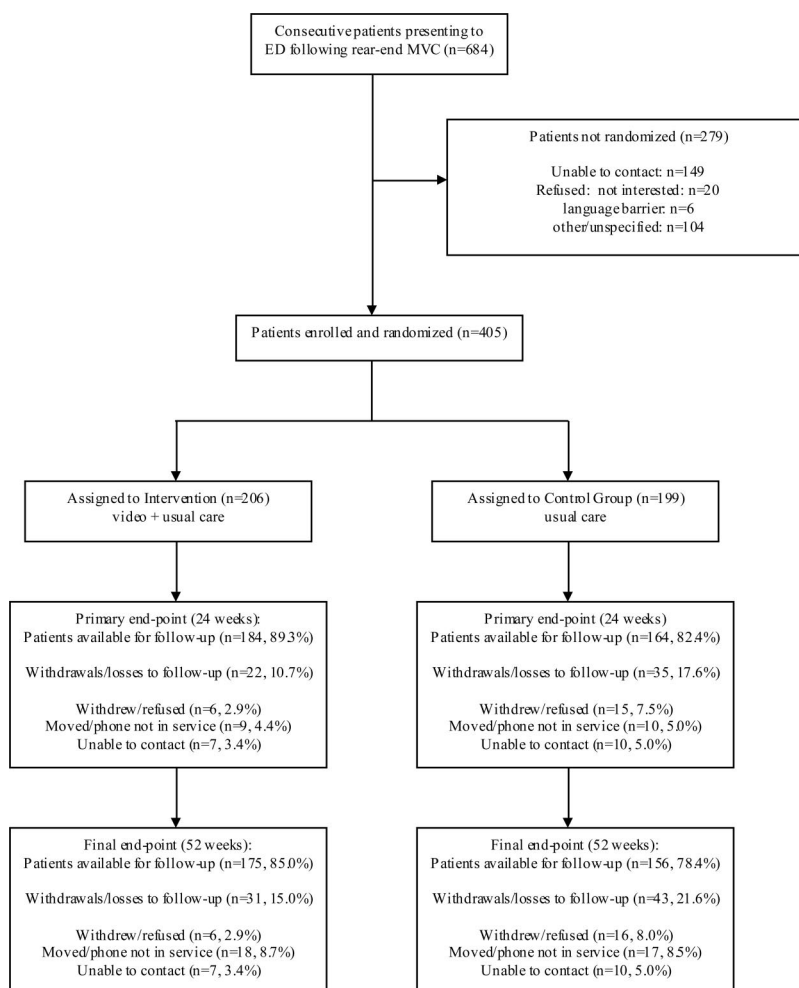 Consecutive patients presenting to
ED following rear-end MVC (n=684)
Patients not randomized (n=279)
Unable to contact: n=149
Refused: not interested: n=20
language barrier: n=6
other/unspecified: n=104
Patients enrolled and randomized (n=405)
Assigned to Intervention (n=206)
video + usual care
Assigned to Control Group (n=199)
usual care
Primary end-point (24 weeks):
Patients available for follow-up (n=184, 89.3%)
Withdrawals/losses to follow-up (n=22, 10.7%)
Withdrew/refused (n=6, 2.9%)
Moved/phone not in service (n=9, 4.4%)
Unable to contact (n=7, 3.4%)
Primary end-point (24 weeks)
Patients available for follow-up (n=164, 82.4%)
Withdrawals/losses to follow-up (n=35, 17.6%)
Withdrew/refused (n=15, 7.5%)
Moved/phone not in service (n=10, 5.0%)
Unable to contact (n=10, 5.0%)
Final end-point (52 weeks):
Patients available for follow-up (n=175, 85.0%)
Withdrawals/losses to follow-up (n=31, 15.0%)
Withdrew/refused (n=6, 2.9%)
Moved/phone not in service (n=18, 8.7%)
Unable to contact (n=7, 3.4%)
Final end-point (52 weeks):
Patients available for follow-up (n=156, 78.4%)
Withdrawals/losses to follow-up (n=43, 21.6%)
Withdrew/refused (n=16, 8.0%)
Moved/phone not in service (n=17, 8.5%)
Unable to contact (n=10, 5.0%)